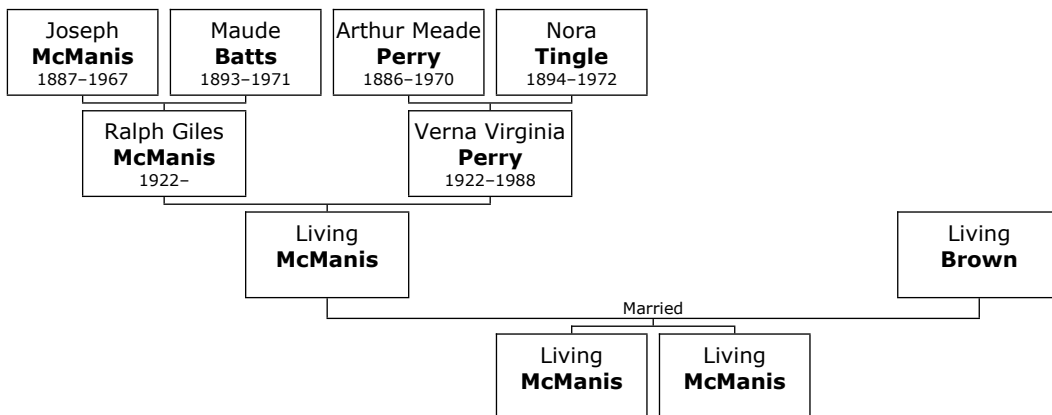 Joseph
McManis
1887–1967
Maude
Batts
1893–1971
Arthur Meade
Perry
1886–1970
Nora
Tingle
1894–1972
Ralph Giles
McManis
1922–
Verna Virginia
Perry
1922–1988
Living
McManis
Living
Brown
Married
Living
McManis
Living
McManis